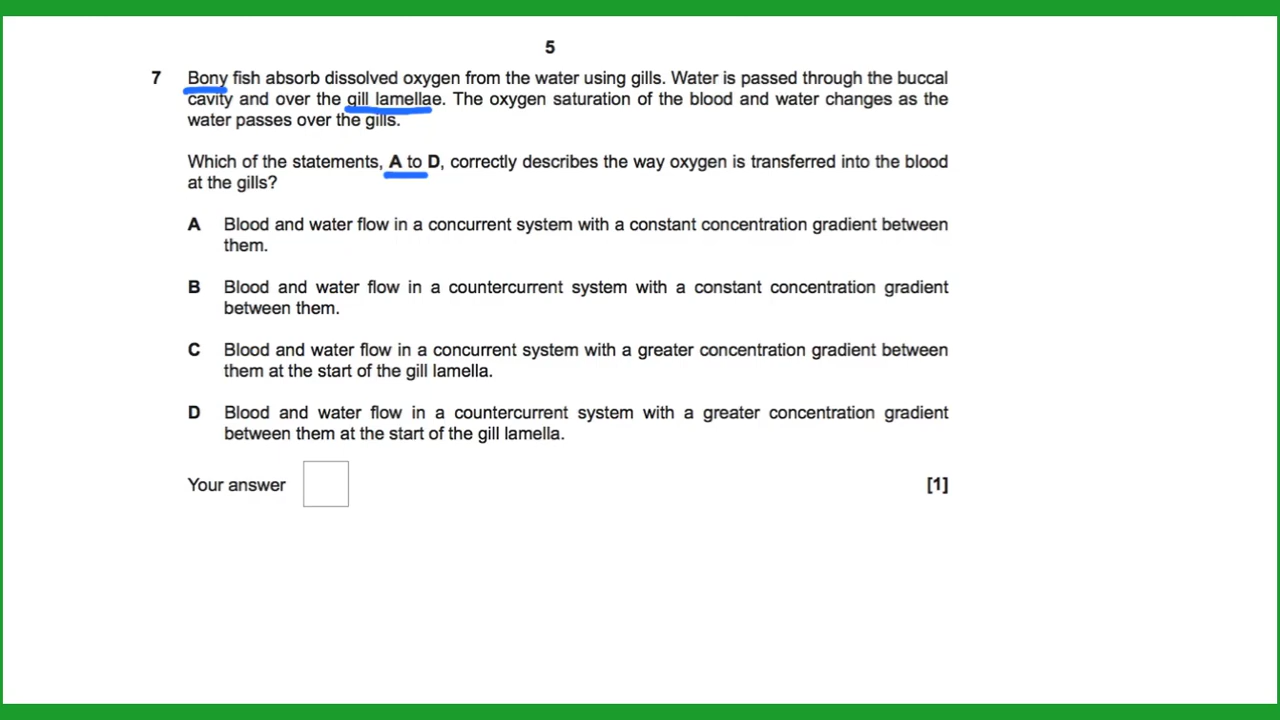 5
7 Bony fish absorb dissolved oxygen from the water using gills. Water is passed through the buccal
cavity and over the gill lamellae. The oxygen saturation of the blood and water changes as the
water passes over the gills.
Which of the statements, A to D, correctly describes the way oxygen is transferred into the blood
at the gills?
A Blood and water flow in a concurrent system with a constant concentration gradient between
them.
B Blood and water flow in a countercurrent system with a constant concentration gradient
between them.
C Blood and water flow in a concurrent system with a greater concentration gradient between
them at the start of the gill lamella.
D Blood and water flow in a countercurrent system with a greater concentration gradient
between them at the start of the gill lamella.
Your answer [1]